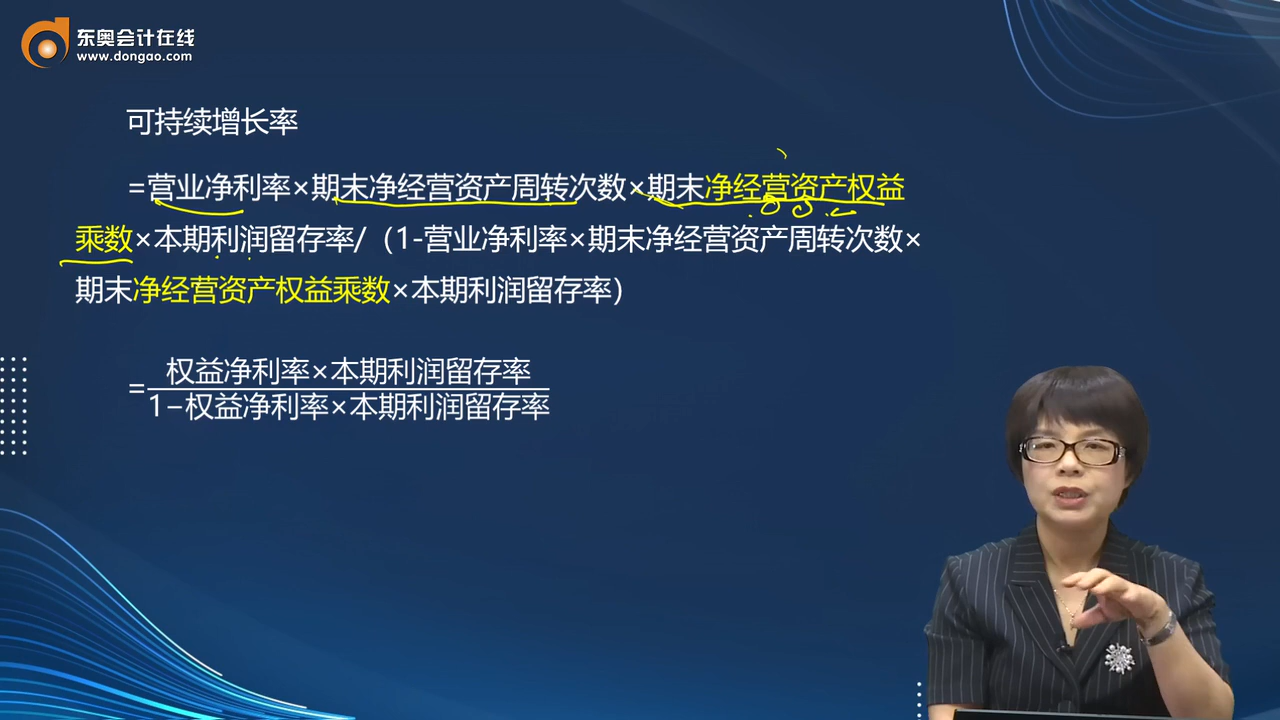 东奥会计在线
www.dongao.com
可持续增长率
=营业净利率×期末净经营资产周转次数×期末净经营资产权益
乘数×本期利润留存率/（1-营业净利率×期末净经营资产周转次数×
期末净经营资产权益乘数×本期利润留存率）
=权益净利率×本期利润留存率
1−权益净利率×本期利润留存率